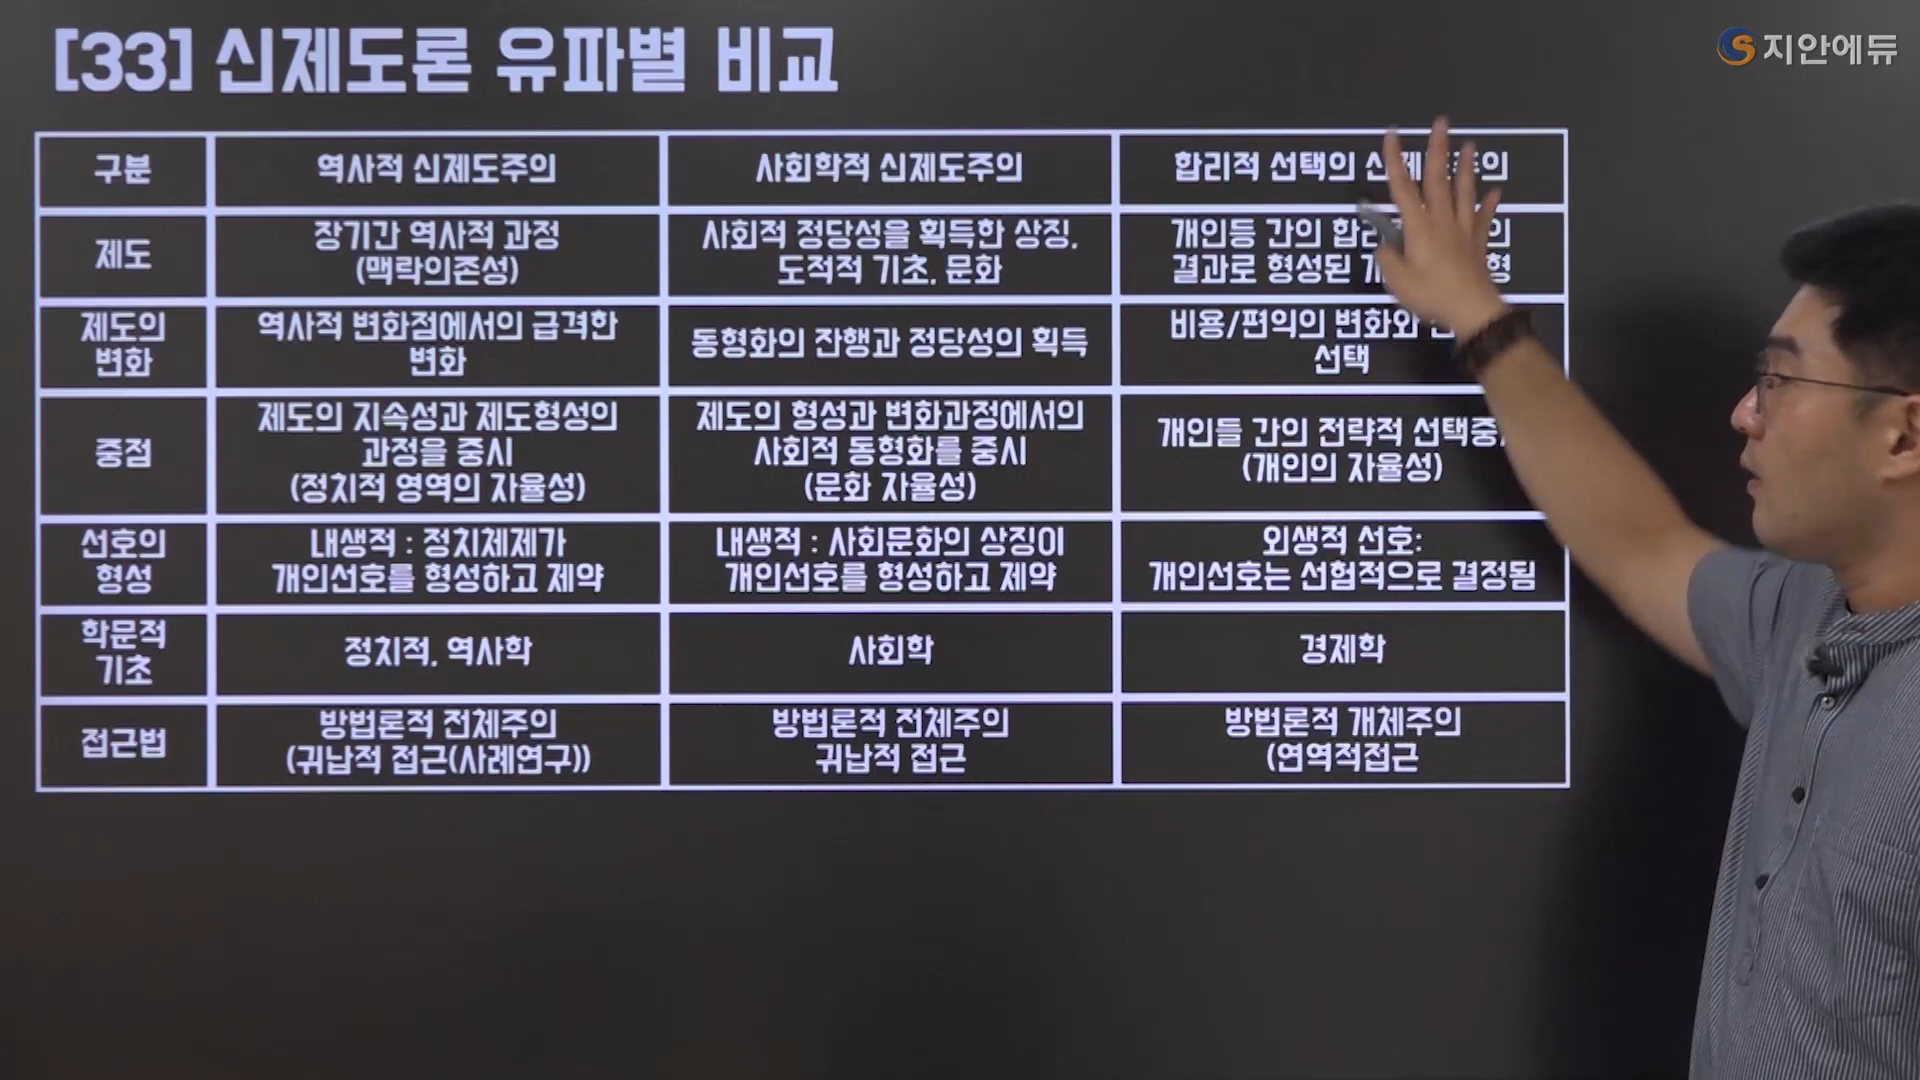 [33] 신제도론 유파별 비교
지안에듀
구분
역사적 신제도주의
사회학적 신제도주의
합리적 선택의
제도
장기간 역사적 과정
(맥락의존성)
사회적 정당성을 획득한 상징,
도적적 기초, 문화
개인등 간의
결과로 형성된
제도의
변화
역사적 변화점에서의 급격한
변화
동형화의 잔행과 정당성의 획득
비용/편익의 변화와
선택
중점
제도의 지속성과 제도형성의
과정을 중시
(정치적 영역의 자율성)
제도의 형성과 변화과정에서의
사회적 동형화를 중시
(문화 자율성)
개인들 간의 전략적
(개인의 자율성)
선호의
형성
내생적 : 정치체제가
개인선호를 형성하고 제약
내생적 : 사회문화의 상징이
개인선호를 형성하고 제약
외생적 선호:
개인선호는 선험적으로 결정됨
학문적
기초
정치적, 역사학
사회학
경제학
접근법
방법론적 전체주의
(귀납적 접근(사례연구))
방법론적 전체주의
귀납적 접근
방법론적 개체주의
(연역적접근